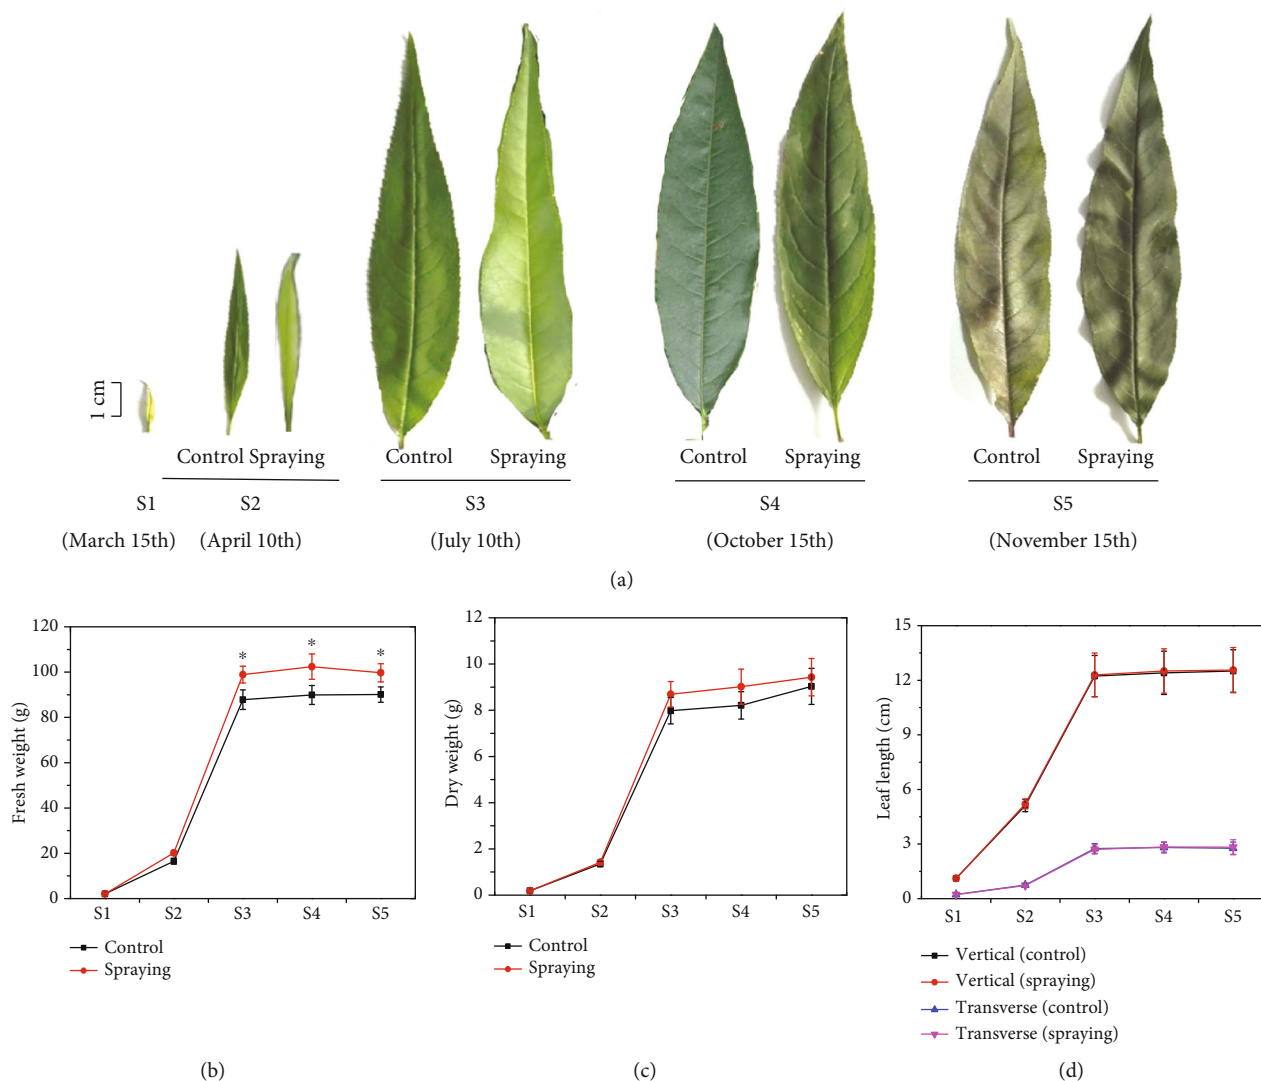 1 cm
Control Spraying
Control Spraying
Control Spraying
Control Spraying
S1 S2 S3 S4 S5
(March 15th) (April 10th) (July 10th) (October 15th) (November 15th)
(a)
Fresh weight (g)
120
100
80
60
40
20
0
* * *
S1 S2 S3 S4 S5
Control
Spraying
(b)
Dry weight (g)
12
10
8
6
4
2
0
S1 S2 S3 S4 S5
Control
Spraying
(c)
Leaf length (cm)
15
12
9
6
3
0
S1 S2 S3 S4 S5
Vertical (control)
Vertical (spraying)
Transverse (control)
Transverse (spraying)
(d)